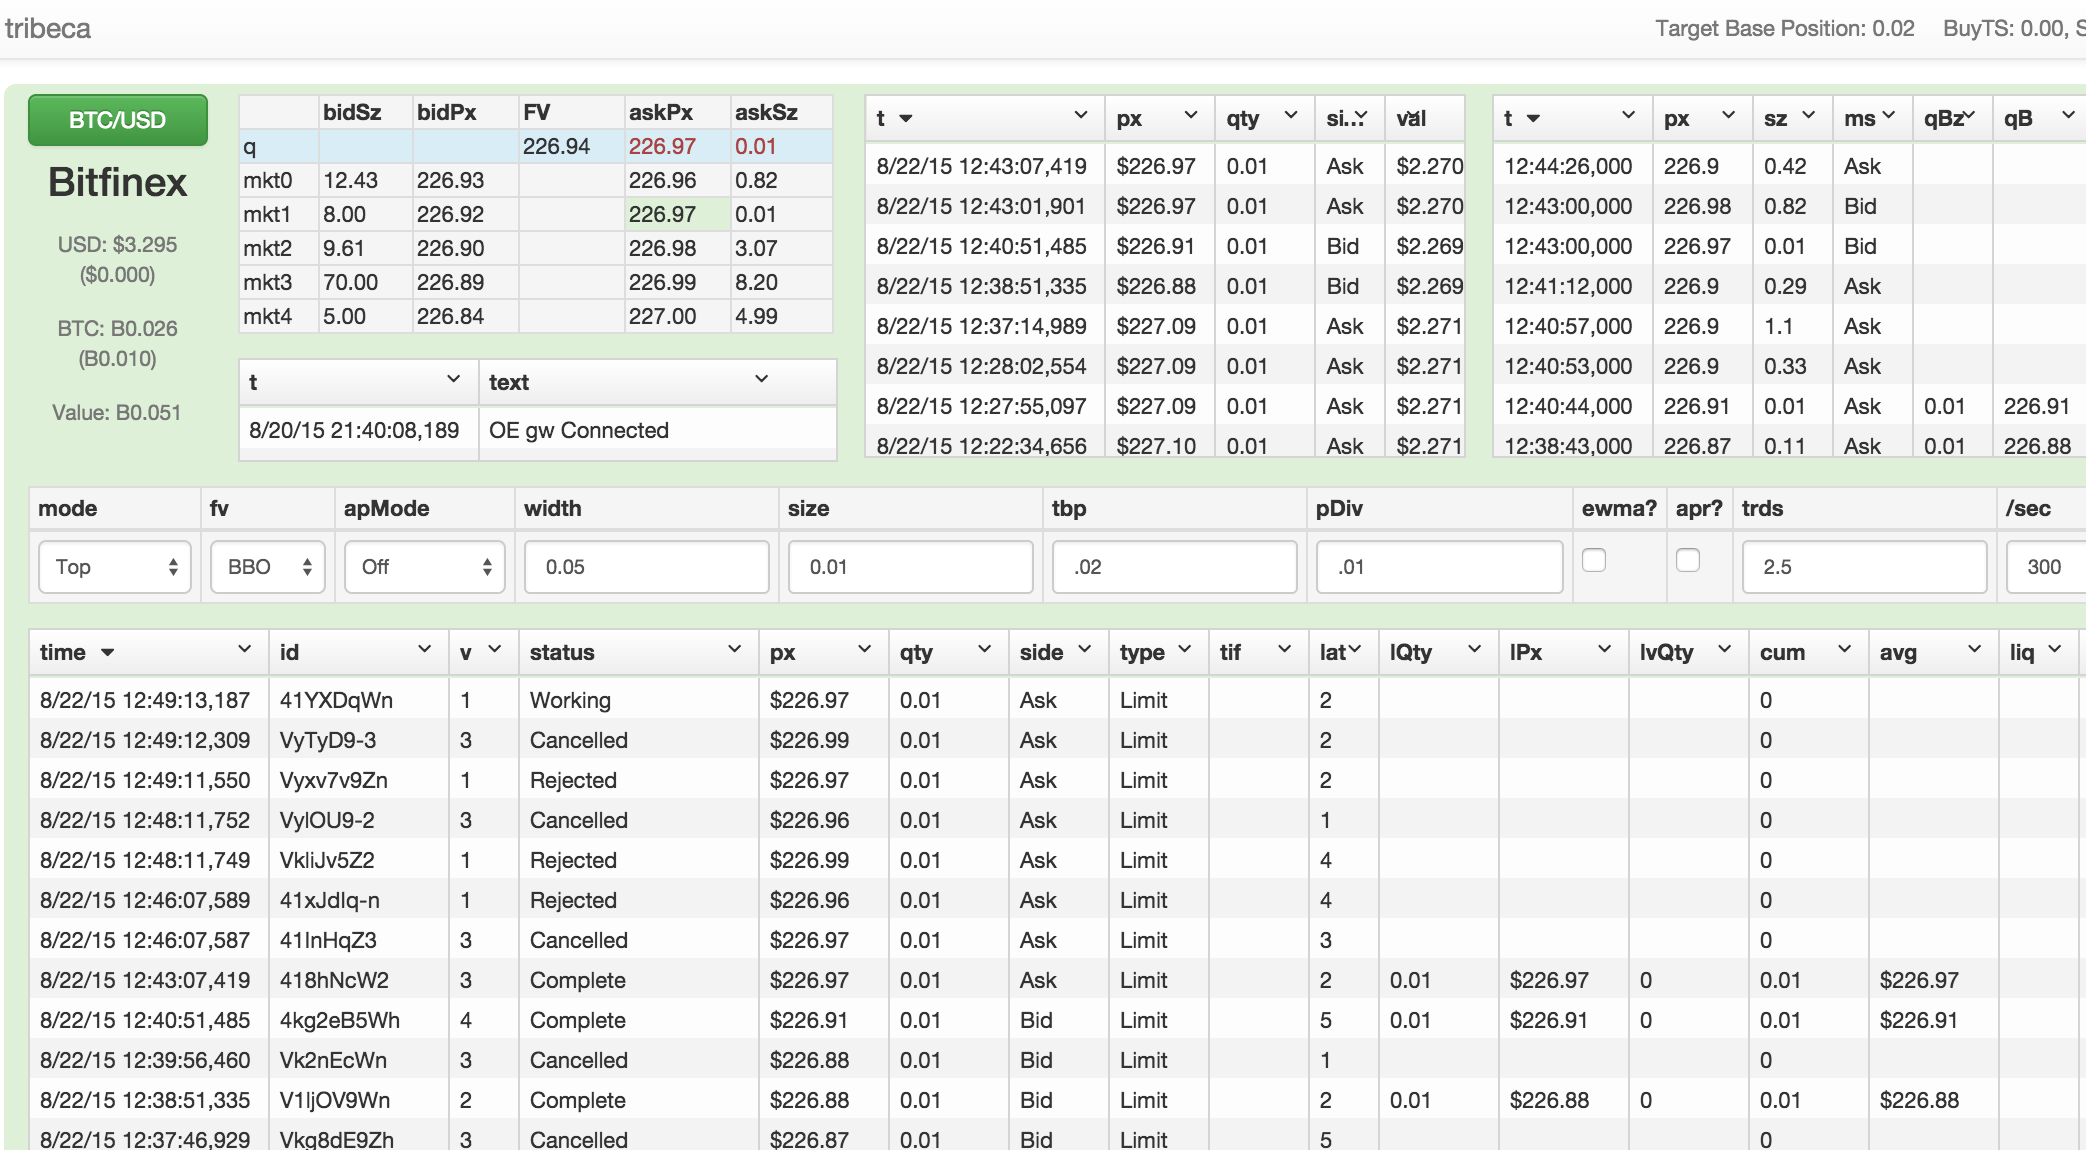 tribeca
Target Base Position: 0.02 BuyTS: 0.00, S
BTC/USD
Bitfinex
USD: $3.295
($0.000)
BTC: B0.026
(B0.010)
Value: B0.051
bidSz bidPx FV askPx askSz
q 226.94 226.97 0.01
mkt0 12.43 226.93 226.96 0.82
mkt1 8.00 226.92 226.97 0.01
mkt2 9.61 226.90 226.98 3.07
mkt3 70.00 226.89 226.99 8.20
mkt4 5.00 226.84 227.00 4.99
t text
8/20/15 21:40:08,189 OE gw Connected
t px qty si... val
8/22/15 12:43:07,419 $226.97 0.01 Ask $2.270
8/22/15 12:43:01,901 $226.97 0.01 Ask $2.270
8/22/15 12:40:51,485 $226.91 0.01 Bid $2.269
8/22/15 12:38:51,335 $226.88 0.01 Bid $2.269
8/22/15 12:37:14,989 $227.09 0.01 Ask $2.271
8/22/15 12:28:02,554 $227.09 0.01 Ask $2.271
8/22/15 12:27:55,097 $227.09 0.01 Ask $2.271
8/22/15 12:22:34,656 $227.10 0.01 Ask $2.271
t px sz ms qBz qB
12:44:26,000 226.9 0.42 Ask
12:43:00,000 226.98 0.82 Bid
12:43:00,000 226.97 0.01 Bid
12:41:12,000 226.9 0.29 Ask
12:40:57,000 226.9 1.1 Ask
12:40:53,000 226.9 0.33 Ask
12:40:44,000 226.91 0.01 Ask 0.01 226.91
12:38:43,000 226.87 0.11 Ask 0.01 226.88
mode fv apMode width size tbp pDiv ewma? apr? trds /sec
Top BBO Off 0.05 0.01 .02 .01 2.5 300
time id v status px qty side type tif lat lQty lPx lvQty cum avg liq
8/22/15 12:49:13,187 41YXDqWn 1 Working $226.97 0.01 Ask Limit 2 0
8/22/15 12:49:12,309 VyTyD9-3 3 Cancelled $226.99 0.01 Ask Limit 2 0
8/22/15 12:49:11,550 Vyxv7v9Zn 1 Rejected $226.97 0.01 Ask Limit 2 0
8/22/15 12:48:11,752 VylOU9-2 3 Cancelled $226.96 0.01 Ask Limit 1 0
8/22/15 12:48:11,749 VkliJv5Z2 1 Rejected $226.99 0.01 Ask Limit 4 0
8/22/15 12:46:07,589 41xJdlq-n 1 Rejected $226.96 0.01 Ask Limit 4 0
8/22/15 12:46:07,587 41lnHqZ3 3 Cancelled $226.97 0.01 Ask Limit 3 0
8/22/15 12:43:07,419 418hNcW2 3 Complete $226.97 0.01 Ask Limit 2 0.01 $226.97 0 0.01 $226.97
8/22/15 12:40:51,485 4kg2eB5Wh 4 Complete $226.91 0.01 Bid Limit 5 0.01 $226.91 0 0.01 $226.91
8/22/15 12:39:56,460 Vk2nEcWn 3 Cancelled $226.88 0.01 Bid Limit 1 0
8/22/15 12:38:51,335 V1ljOV9Wn 2 Complete $226.88 0.01 Bid Limit 2 0.01 $226.88 0 0.01 $226.88
8/22/15 12:37:46,929 Vkg8dE9Zh 3 Cancelled $226.87 0.01 Bid Limit 5 0